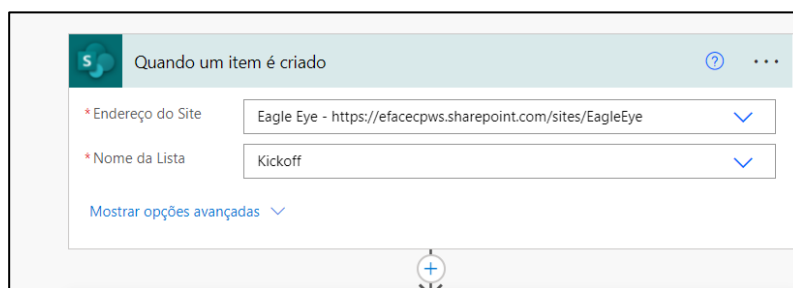 S Quando um item é criado ? ...
*Endereço do Site Eagle Eye - https://efacecpws.sharepoint.com/sites/EagleEye
*Nome da Lista Kickoff
Mostrar opções avançadas